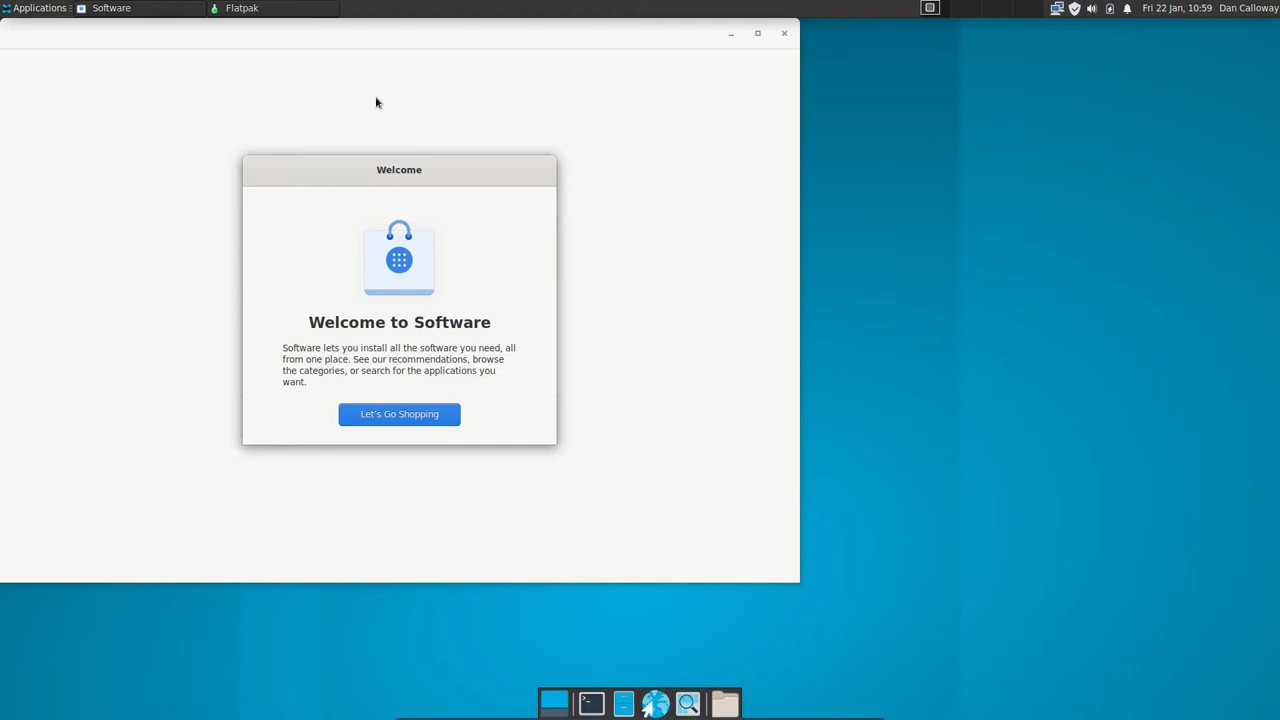 Applications
Software
Flatpak
Fri 22 Jan, 10:59
Dan Calloway
Welcome
Welcome to Software
Software lets you install all the software you need, all
from one place. See our recommendations, browse
the categories, or search for the applications you
want.
Let's Go Shopping